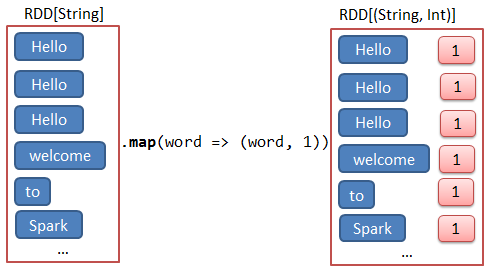 RDD[String]
Hello
Hello
Hello
welcome
to
Spark
...
.map(word => (word, 1))
RDD[(String, Int)]
Hello 1
Hello 1
Hello 1
welcome 1
to 1
Spark 1
...